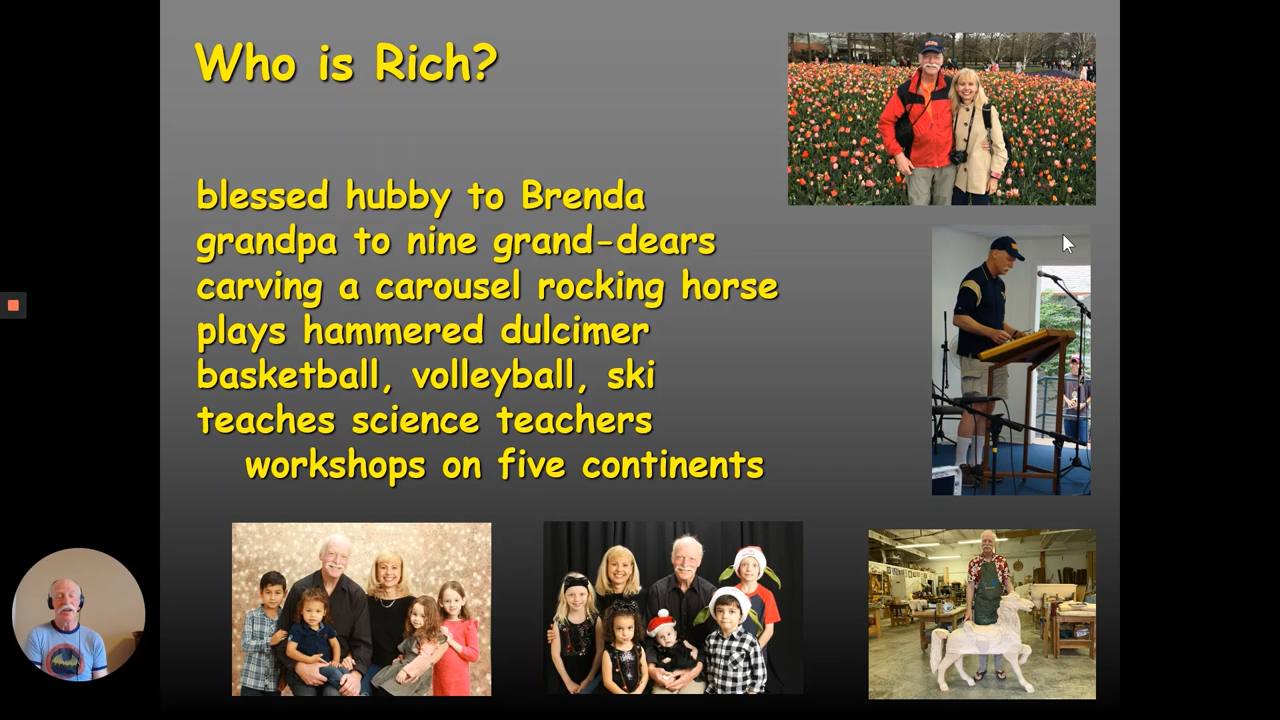 Who is Rich?
blessed hubby to Brenda
grandpa to nine grand-dears
carving a carousel rocking horse
plays hammered dulcimer
basketball, volleyball, ski
teaches science teachers
workshops on five continents